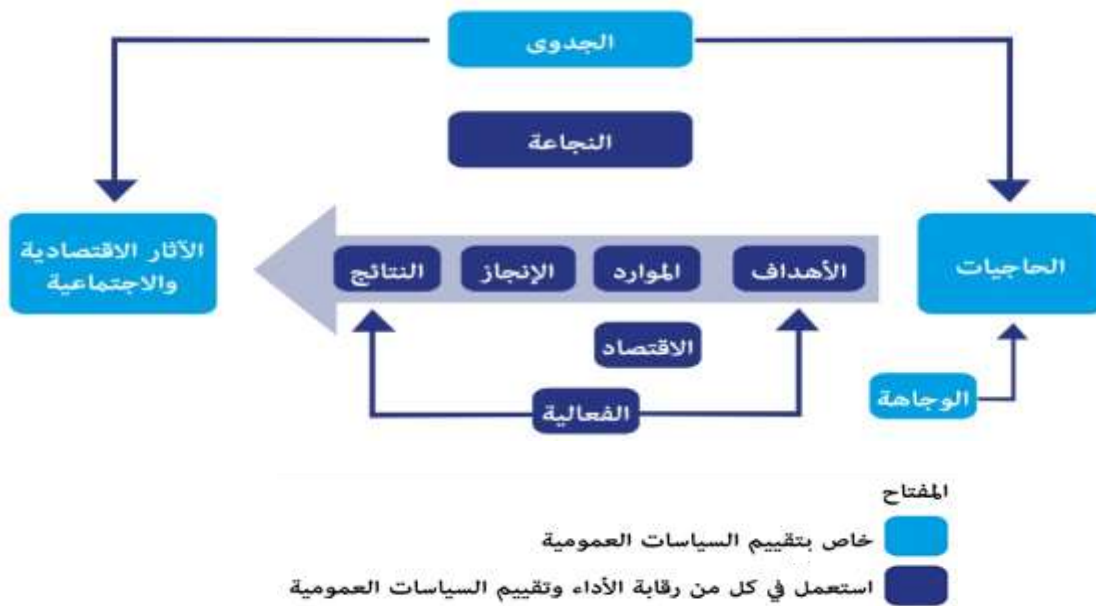 الجدوى
النجاعة
الحاجيات
الأهداف
الموارد
الإنجاز
النتائج
الآثار الاقتصادية
والاجتماعية
الاقتصاد
الوجاهة
الفعالية
المفتاح
خاص بتقييم السياسات العمومية
استعمل في كل من رقابة الأداء وتقييم السياسات العمومية